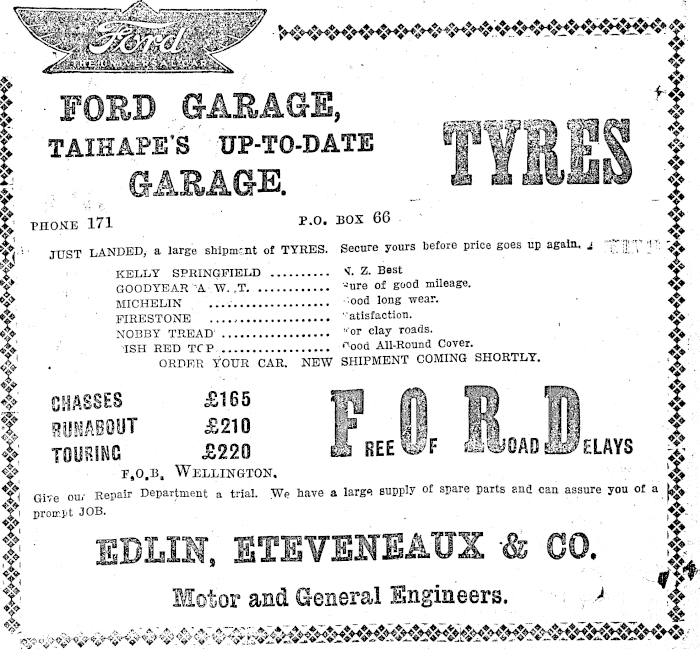 Ford
THE UNIVERSAL CAR
FORD GARAGE,
TAIHAPE'S UP-TO-DATE
GARAGE.
TYRES
PHONE 171 P.O. BOX 66
JUST LANDED, a large shipment of TYRES. Secure yours before price goes up again.
KELLY SPRINGFIELD .......... N. Z. Best
GOODYEAR A W. .T. ............ Sure of good mileage.
MICHELIN .................... Good long wear.
FIRESTONE .................... Satisfaction.
NOBBY TREAD .................. For clay roads.
FISH RED TOP .................. Good All-Round Cover.
ORDER YOUR CAR. NEW SHIPMENT COMING SHORTLY.
CHASSES £165
RUNABOUT £210
TOURING £220
F.O.B. WELLINGTON.
FREE OF ROAD DELAYS
Give our Repair Department a trial. We have a large supply of spare parts and can assure you of a
prompt JOB.
EDLIN, ETEVENEAUX & CO.
Motor and General Engineers.